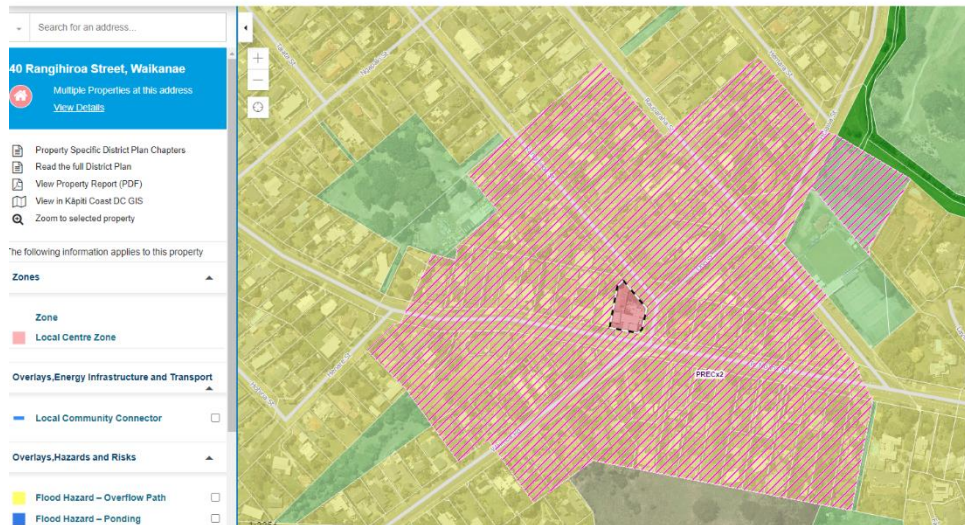 Search for an address...
40 Rangihiroa Street, Waikanae
Multiple Properties at this address
View Details
Property Specific District Plan Chapters
Read the full District Plan
View Property Report (PDF)
View in Kāpiti Coast DC GIS
Zoom to selected property
The following information applies to this property
Zones
Zone
Local Centre Zone
Overlays,Energy Infrastructure and Transport
Local Community Connector
Overlays,Hazards and Risks
Flood Hazard – Overflow Path
Flood Hazard – Ponding
PRECx2